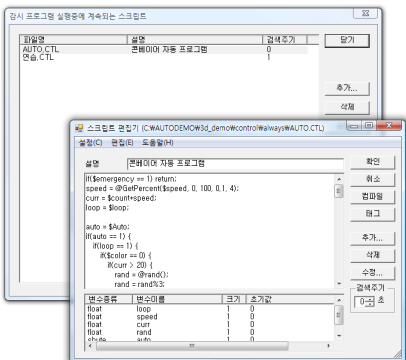 감시 프로그램 실행중에 계속되는 스크립트
파일명 설명 검색주기
AUTO,CTL 콘베이어 자동 프로그램 0
연습,CTL 1
닫기
추가...
삭제
스크립트 편집기 (C:₩AUTODEMO₩3d_demo₩control₩always₩AUTO.CTL)
설정(C) 편집(E) 도움말(H)
설명 콘베이어 자동 프로그램
확인
취소
컴파일
태그
추가...
삭제
수정...
검색주기
0 초
if($emergency == 1) return;
speed = @GetPercent($speed, 0, 100, 0,1, 4);
curr = $count+speed;
loop = $loop;
auto = $Auto;
if(auto == 1) {
if(loop == 1) {
if($color == 0) {
if(curr > 20) {
rand = @rand();
rand = rand%3;
변수종류 변수이름 크기 초기값
float loop 1 0
float speed 1 0
float curr 1 0
float rand 1 0
auto 1 0